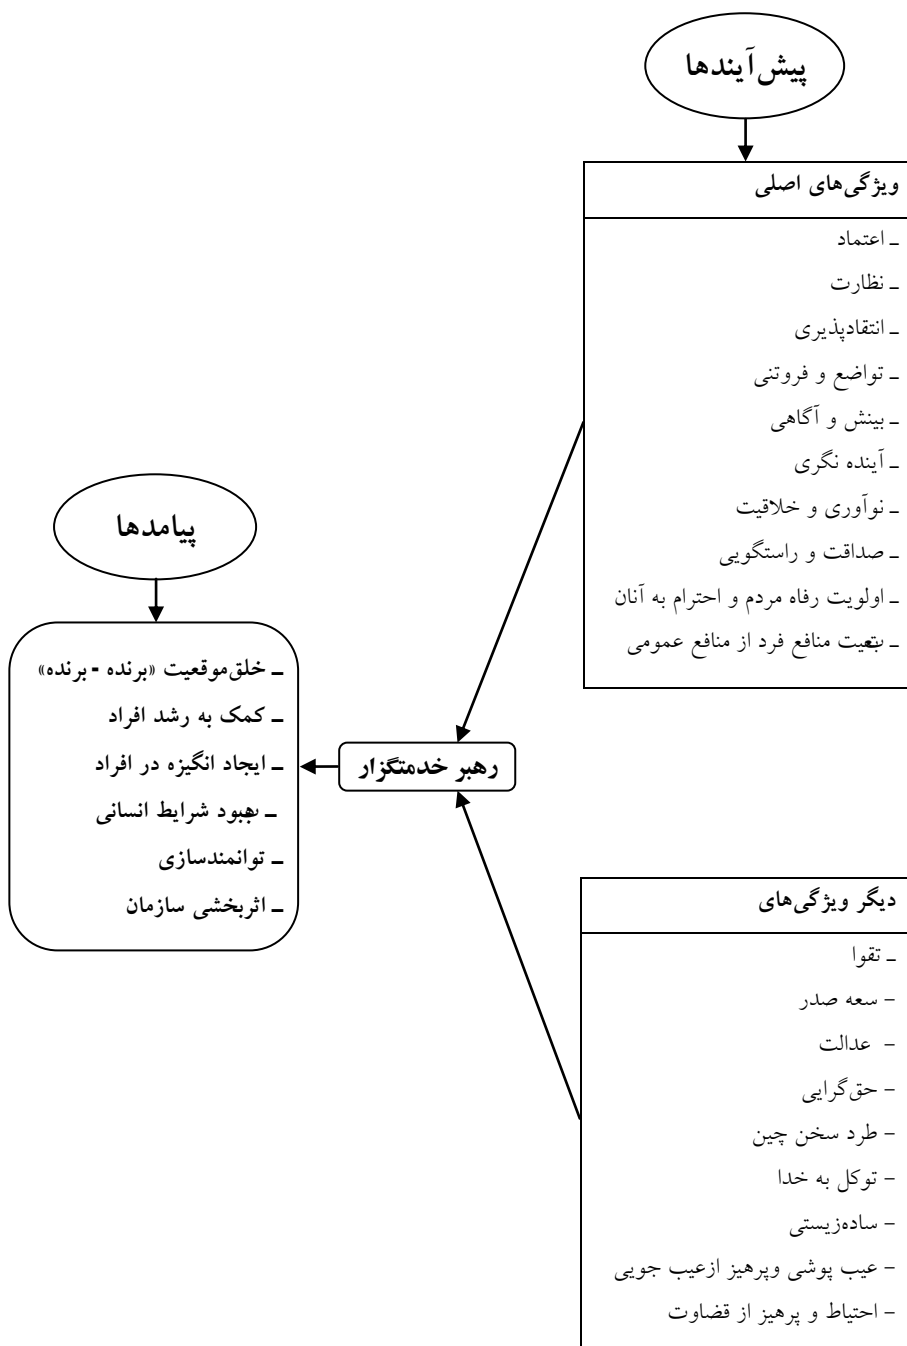 پیش‌آیندها
ویژگی‌های اصلی
ـ اعتماد
ـ نظارت
ـ انتقادپذیری
ـ تواضع و فروتنی
ـ بینش و آگاهی
ـ آینده نگری
ـ نوآوری و خلاقیت
ـ صداقت و راستگویی
ـ اولویت رفاه مردم و احترام به آنان
ـ تبعیت منافع فرد از منافع عمومی
پیامدها
ـ خلق موقعیت «برنده - برنده»
ـ کمک به رشد افراد
ـ ایجاد انگیزه در افراد
ـ بهبود شرایط انسانی
ـ توانمندسازی
ـ اثربخشی سازمان
رهبر خدمتگزار
دیگر ویژگی‌های
ـ تقوا
- سعه صدر
- عدالت
- حق‌گرایی
- طرد سخن چین
- توکل به خدا
- ساده‌زیستی
- عیب پوشی وپرهیز ازعیب جویی
- احتیاط و پرهیز از قضاوت